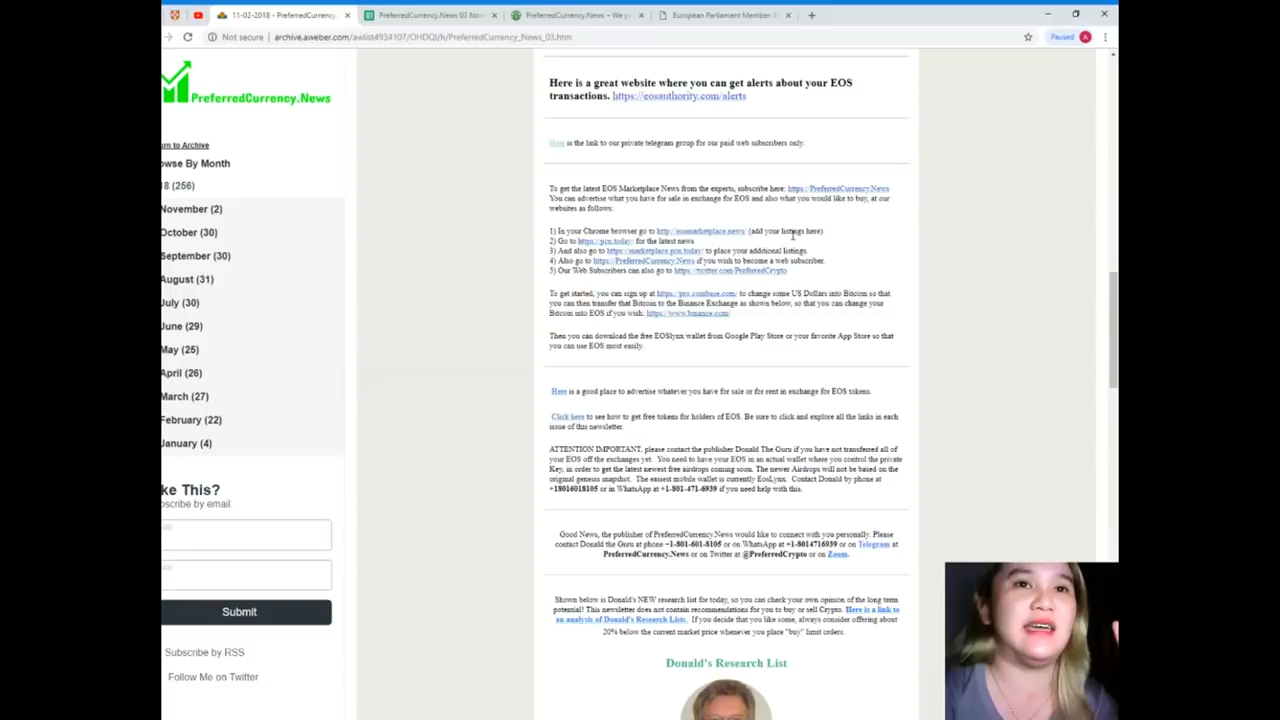 11-02-2018 - PreferredCurrency.
PreferredCurrency.News 03 Nov
PreferredCurrency.News – We p
European Parliament Member, E
Not secure
archive.aweber.com/awlist4934107/OHDQI/h/PreferredCurrency_News_03.htm
Paused
A
PreferredCurrency.News
urn to Archive
owse By Month
18 (256)
November (2)
October (30)
September (30)
August (31)
July (30)
June (29)
May (25)
April (26)
March (27)
February (22)
January (4)
ke This?
bscribe by email
Submit
Subscribe by RSS
Follow Me on Twitter
Here is a great website where you can get alerts about your EOS
transactions. https://eosauthority.com/alerts
Here is the link to our private telegram group for our paid web subscribers only.
To get the latest EOS Marketplace News from the experts, subscribe here: https://PreferredCurrency.News
You can advertise what you have for sale in exchange for EOS and also what you would like to buy, at our
websites as follows:
1) In your Chrome browser go to http://eosmarketplace.news/ (add your listings here)
2) Go to https://pcn.today/ for the latest news
3) And also go to https://marketplace.pcn.today/ to place your additional listings.
4) Also go to https://PreferredCurrency.News if you wish to become a web subscriber.
5) Our Web Subscribers can also go to https://twitter.com/PreferredCrypto
To get started, you can sign up at https://pro.coinbase.com/ to change some US Dollars into Bitcoin so that
you can then transfer that Bitcoin to the Binance Exchange as shown below, so that you can change your
Bitcoin into EOS if you wish: https://www.binance.com/
Then you can download the free EOSlynx wallet from Google Play Store or your favorite App Store so that
you can use EOS most easily.
Here is a good place to advertise whatever you have for sale or for rent in exchange for EOS tokens.
Click here to see how to get free tokens for holders of EOS. Be sure to click and explore all the links in each
issue of this newsletter.
ATTENTION IMPORTANT, please contact the publisher Donald The Guru if you have not transferred all of
your EOS off the exchanges yet. You need to have your EOS in an actual wallet where you control the private
Key, in order to get the latest newest free airdrops coming soon. The newer Airdrops will not be based on the
original genesis snapshot. The easiest mobile wallet is currently EosLynx. Contact Donald by phone at
+18016018105 or in WhatsApp at +1-801-471-6939 if you need help with this.
Good News, the publisher of PreferredCurrency.News would like to connect with you personally. Please
contact Donald the Guru at phone +1-801-601-8105 or on WhatsApp at +1-8014716939 or on Telegram at
PreferredCurrency.News or on Twitter at @PreferredCrypto or on Zoom.
Shown below is Donald's NEW research list for today, so you can check your own opinion of the long term
potential! This newsletter does not contain recommendations for you to buy or sell Crypto. Here is a link to
an analysis of Donald's Research Lists. If you decide that you like some, always consider offering about
20% below the current market price whenever you place "buy" limit orders.
Donald's Research List